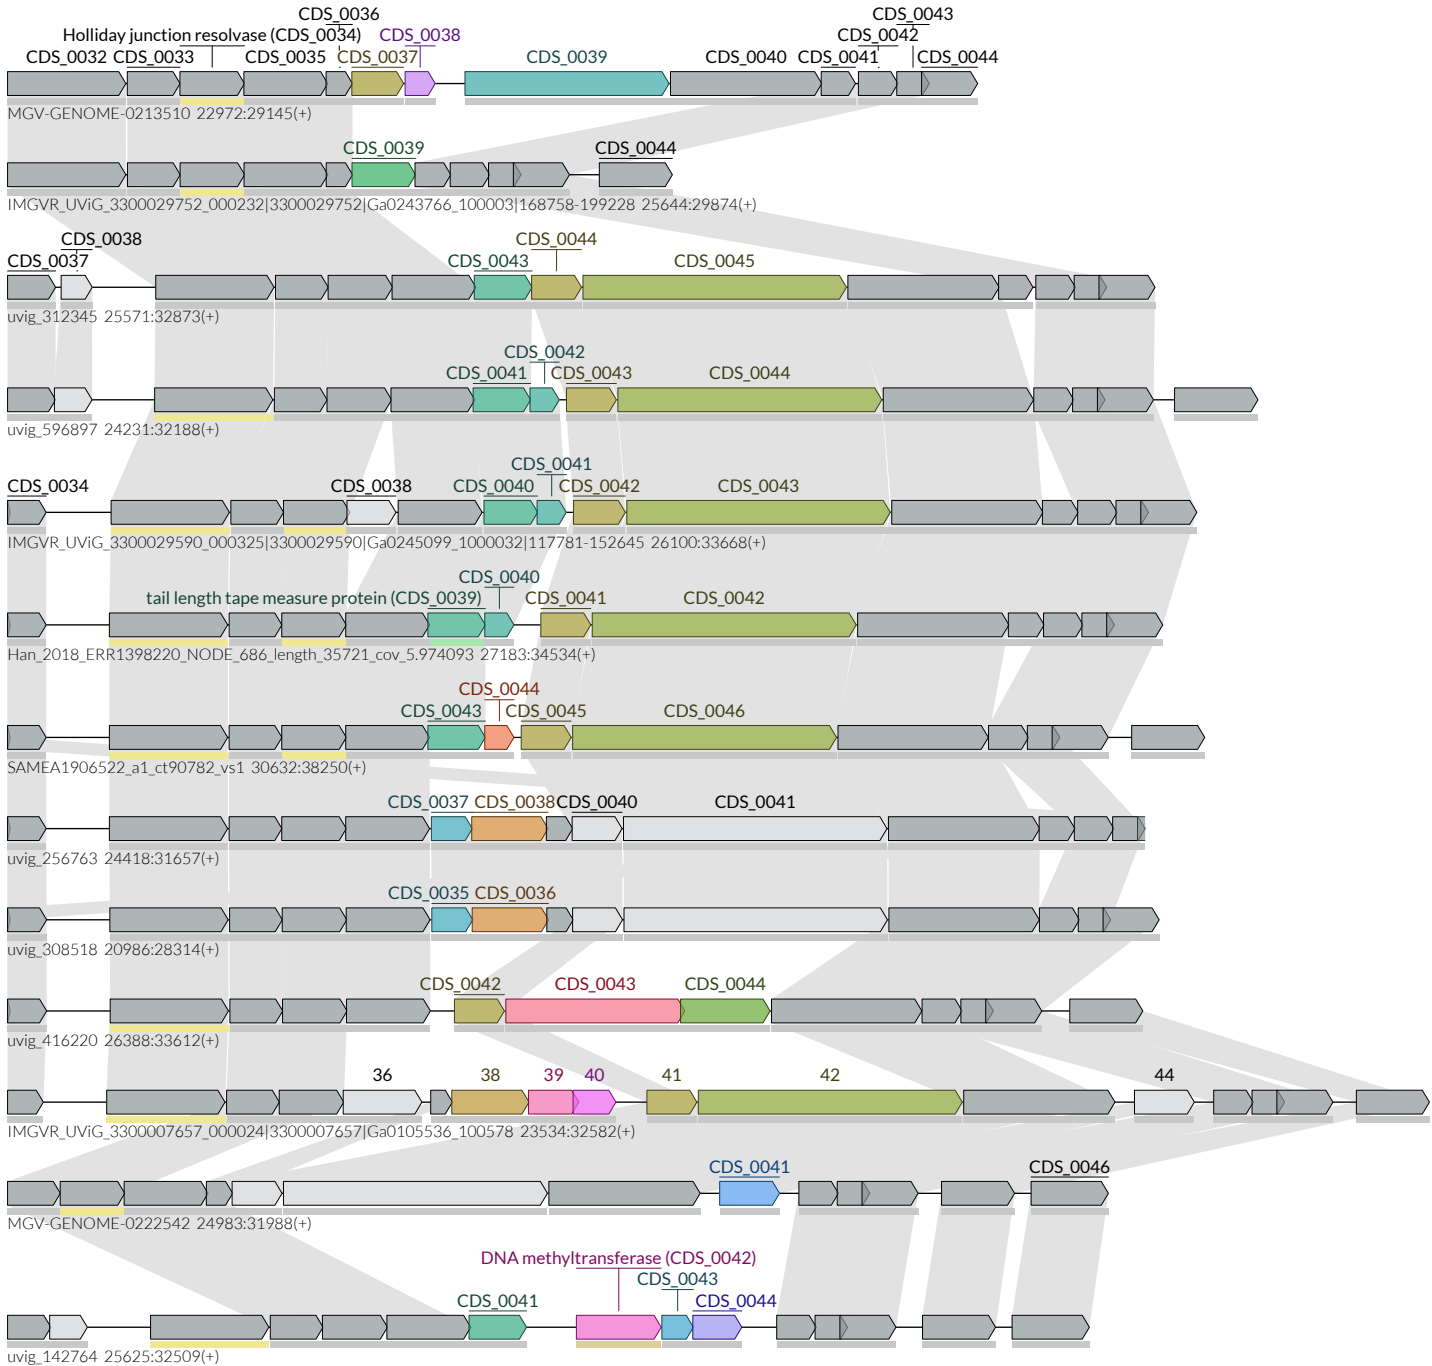 CDS_0036
CDS_0043
Holliday junction resolvase (CDS_0034)
CDS_0038
CDS_0042
CDS_0032
CDS_0033
CDS_0035
CDS_0037
CDS_0039
CDS_0040
CDS_0041
CDS_0044
MGV-GENOME-0213510 22972:29145(+)
CDS_0039
CDS_0044
IMGVR_UViG_3300029752_000232|3300029752|Ga0243766_100003|168758-199228 25644:29874(+)
CDS_0038
CDS_0044
CDS_0037
CDS_0043
CDS_0045
uvig_312345 25571:32873(+)
CDS_0042
CDS_0041
CDS_0043
CDS_0044
uvig_596897 24231:32188(+)
CDS_0041
CDS_0034
CDS_0038
CDS_0040
CDS_0042
CDS_0043
IMGVR_UViG_3300029590_000325|3300029590|Ga0245099_1000032|117781-152645 26100:33668(+)
CDS_0040
tail length tape measure protein (CDS_0039)
CDS_0041
CDS_0042
Han_2018_ERR1398220_NODE_686_length_35721_cov_5.974093 27183:34534(+)
CDS_0044
CDS_0043
CDS_0045
CDS_0046
SAMEA1906522_a1_ct90782_vs1 30632:38250(+)
CDS_0037
CDS_0038
CDS_0040
CDS_0041
uvig_256763 24418:31657(+)
CDS_0035
CDS_0036
uvig_308518 20986:28314(+)
CDS_0042
CDS_0043
CDS_0044
uvig_416220 26388:33612(+)
36
38
39
40
41
42
44
IMGVR_UViG_3300007657_000024|3300007657|Ga0105536_100578 23534:32582(+)
CDS_0041
CDS_0046
MGV-GENOME-0222542 24983:31988(+)
DNA methyltransferase (CDS_0042)
CDS_0043
CDS_0041
CDS_0044
uvig_142764 25625:32509(+)